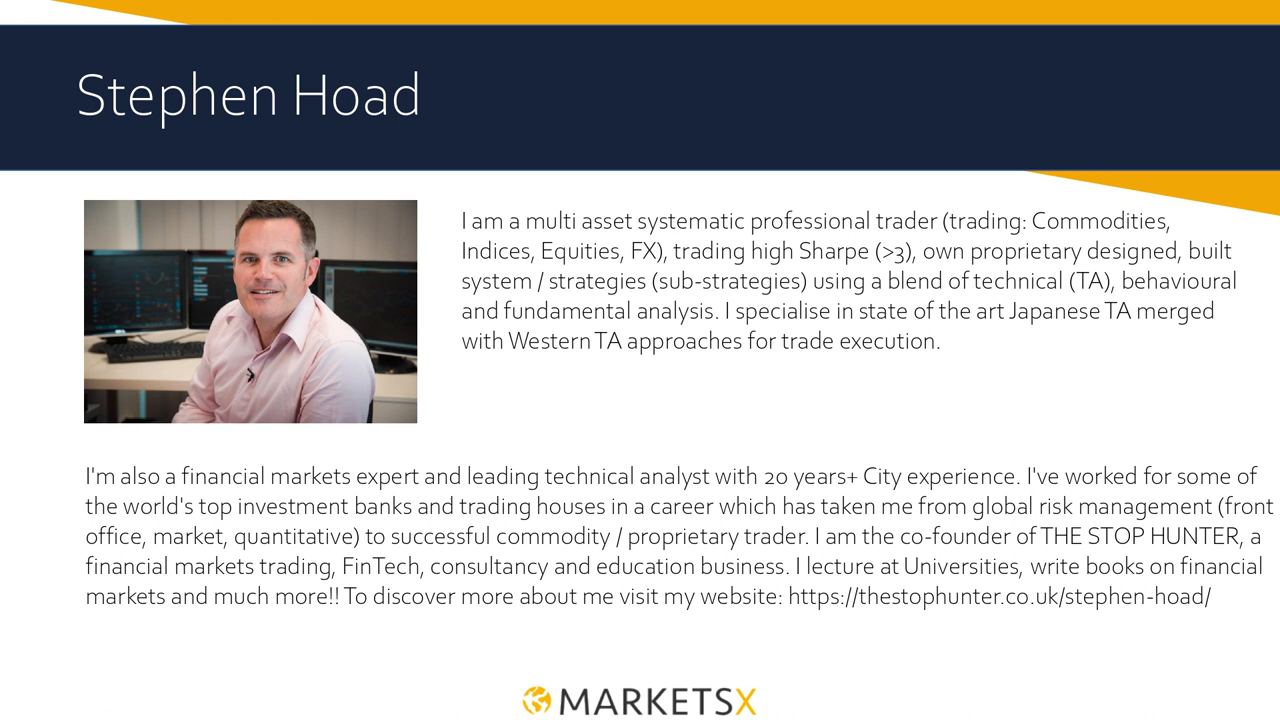 Stephen Hoad
I am a multi asset systematic professional trader (trading: Commodities,
Indices, Equities, FX), trading high Sharpe (>3), own proprietary designed, built
system / strategies (sub-strategies) using a blend of technical (TA), behavioural
and fundamental analysis. I specialise in state of the art Japanese TA merged
with Western TA approaches for trade execution.
I'm also a financial markets expert and leading technical analyst with 20 years+ City experience. I've worked for some of
the world's top investment banks and trading houses in a career which has taken me from global risk management (front
office, market, quantitative) to successful commodity / proprietary trader. I am the co-founder of THE STOP HUNTER, a
financial markets trading, FinTech, consultancy and education business. I lecture at Universities, write books on financial
markets and much more!! To discover more about me visit my website: https://thestophunter.co.uk/stephen-hoad/
MARKETSX